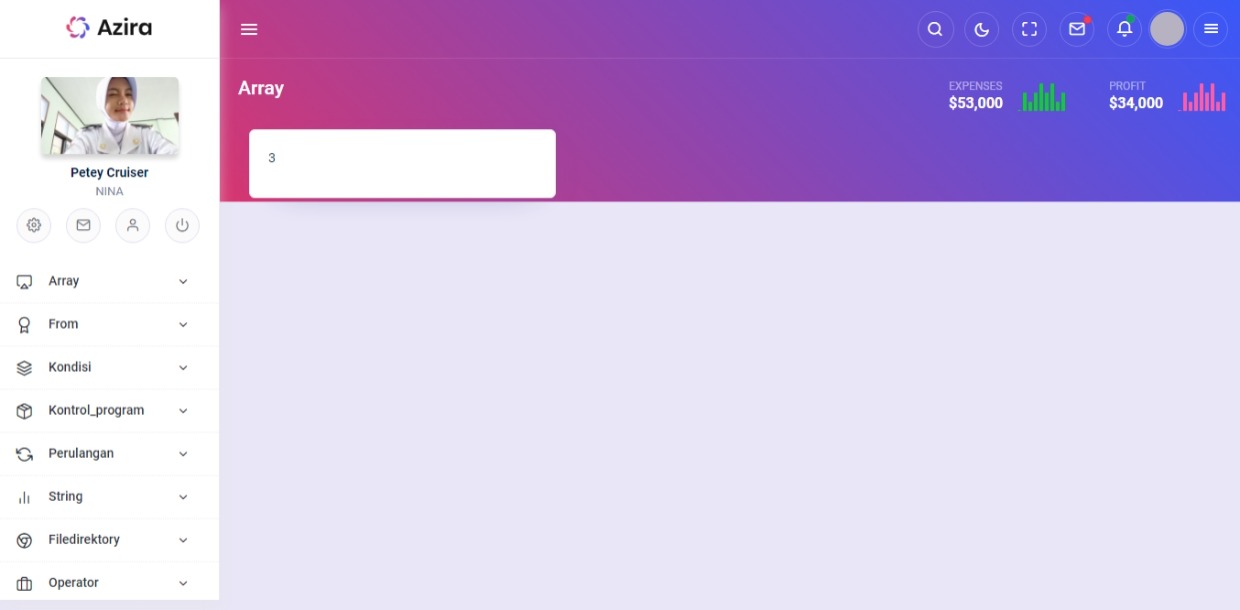 Azira
Petey Cruiser
NINA
Array
From
Kondisi
Kontrol_program
Perulangan
String
Filedirektory
Operator
Array
EXPENSES
$53,000
PROFIT
$34,000
3